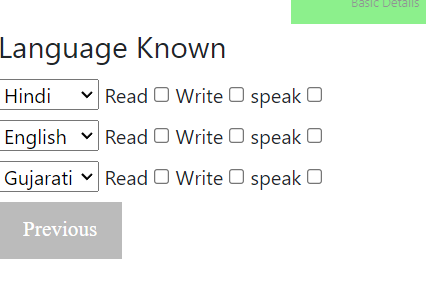 Basic Details
Language Known
Hindi Read Write speak
English Read Write speak
Gujarati Read Write speak
Previous